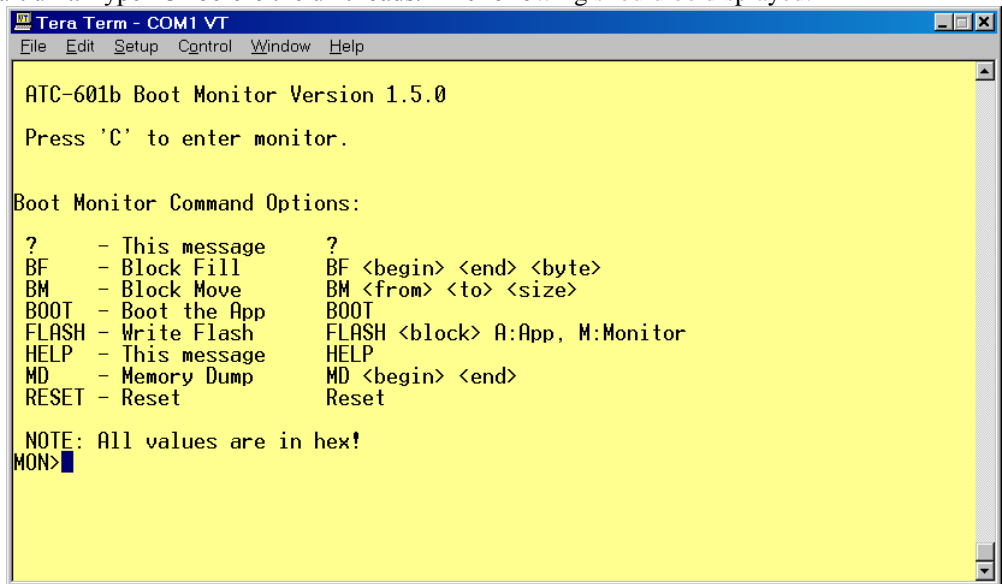 Tera Term - COM1 VT
File Edit Setup Control Window Help
ATC-601b Boot Monitor Version 1.5.0
Press 'C' to enter monitor.
Boot Monitor Command Options:
? - This message ?
BF - Block Fill BF <begin> <end> <byte>
BM - Block Move BM <from> <to> <size>
BOOT - Boot the App BOOT
FLASH - Write Flash FLASH <block> A:App, M:Monitor
HELP - This message HELP
MD - Memory Dump MD <begin> <end>
RESET - Reset Reset
NOTE: All values are in hex!
MON>